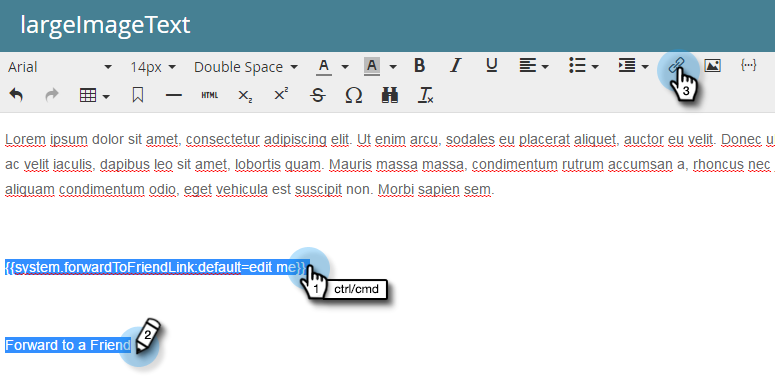 largeImageText
Arial 14px Double Space A A B I U {···} 3
HTML X₂ X² S Ω Ix
Lorem ipsum dolor sit amet, consectetur adipiscing elit. Ut enim arcu, sodales eu placerat aliquet, auctor eu velit. Donec u
ac velit iaculis, dapibus leo sit amet, lobortis quam. Mauris massa massa, condimentum rutrum accumsan a, rhoncus nec
aliquam condimentum odio, eget vehicula est suscipit non. Morbi sapien sem.
{{system.forwardToFriendLink:default=edit me}}
1 ctrl/cmd
Forward to a Friend 2